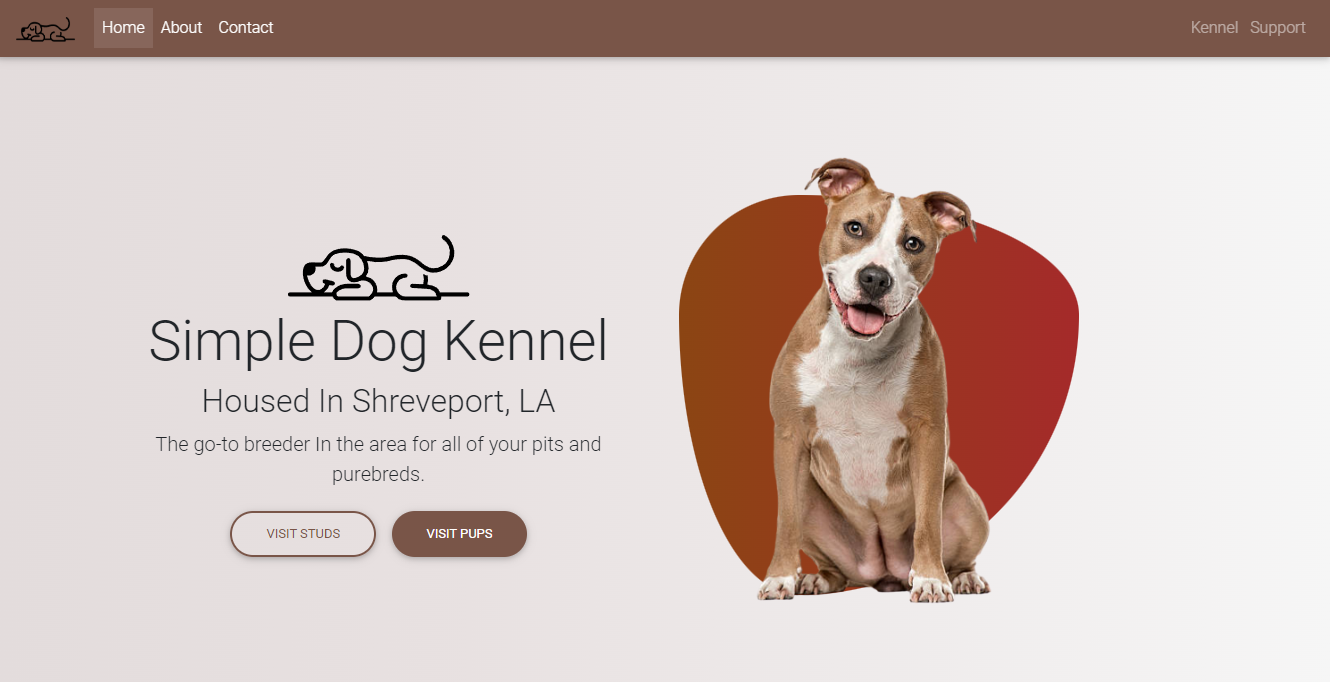 Home About Contact Kennel Support
Simple Dog Kennel
Housed In Shreveport, LA
The go-to breeder In the area for all of your pits and
purebreds.
VISIT STUDS VISIT PUPS